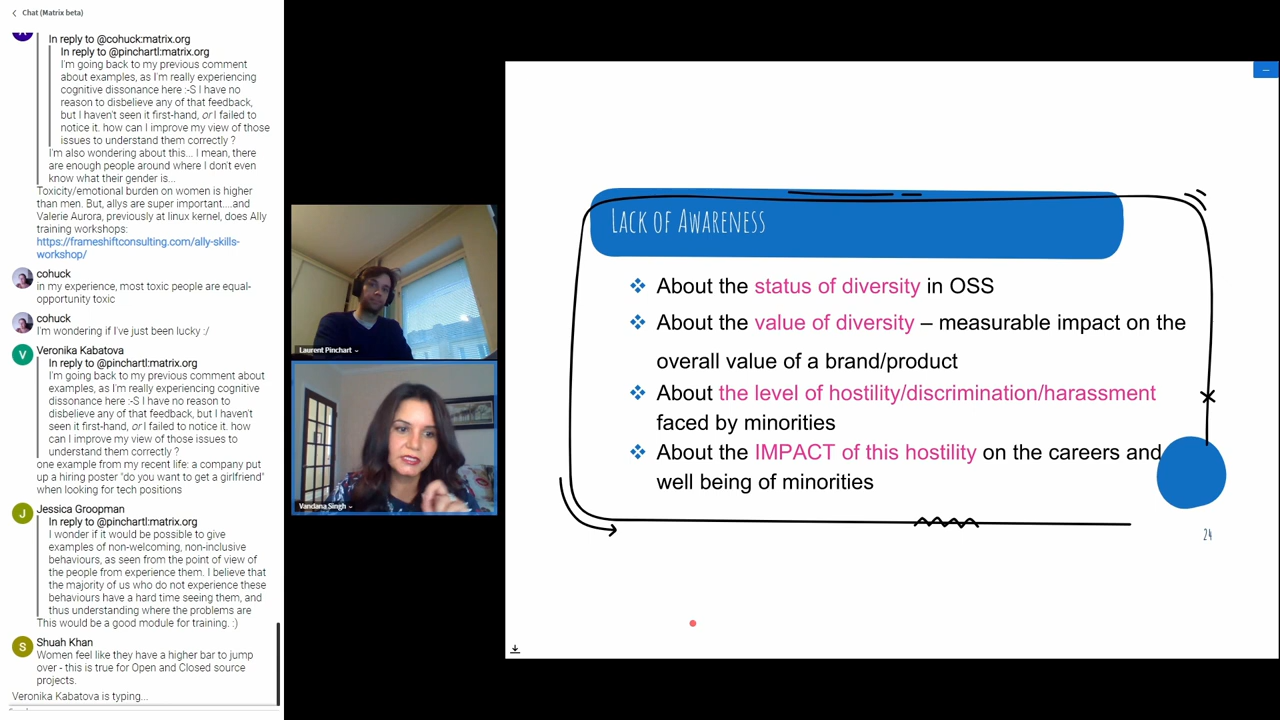 Chat (Matrix beta)
In reply to @cohuck:matrix.org
In reply to @pinchartl:matrix.org
I'm going back to my previous comment
about examples, as I'm really experiencing
cognitive dissonance here :-S I have no
reason to disbelieve any of that feedback,
but I haven't seen it first-hand, or I failed to
notice it. how can I improve my view of those
issues to understand them correctly ?
I'm also wondering about this... I mean, there
are enough people around where I don't even
know what their gender is...
Toxicity/emotional burden on women is higher
than men. But, allys are super important....and
Valerie Aurora, previously at linux kernel, does Ally
training workshops:
https://frameshiftconsulting.com/ally-skills-
workshop/
cohuck
in my experience, most toxic people are equal-
opportunity toxic
cohuck
I'm wondering if I've just been lucky :/
V
Veronika Kabatova
In reply to @pinchartl:matrix.org
I'm going back to my previous comment about
examples, as I'm really experiencing cognitive
dissonance here :-S I have no reason to
disbelieve any of that feedback, but I haven't
seen it first-hand, or I failed to notice it. how
can I improve my view of those issues to
understand them correctly ?
one example from my recent life: a company put
up a hiring poster "do you want to get a girlfriend"
when looking for tech positions
J
Jessica Groopman
In reply to @pinchartl:matrix.org
I wonder if it would be possible to give
examples of non-welcoming, non-inclusive
behaviours, as seen from the point of view of
the people from experience them. I believe that
the majority of us who do not experience these
behaviours have a hard time seeing them, and
thus understanding where the problems are
This would be a good module for training. :)
S
Shuah Khan
Women feel like they have a higher bar to jump
over - this is true for Open and Closed source
projects.
Veronika Kabatova is typing...
Laurent Pinchart
Vandana Singh
Lack of Awareness
❖ About the status of diversity in OSS
❖ About the value of diversity – measurable impact on the
overall value of a brand/product
❖ About the level of hostility/discrimination/harassment
faced by minorities
❖ About the IMPACT of this hostility on the careers and
well being of minorities
24